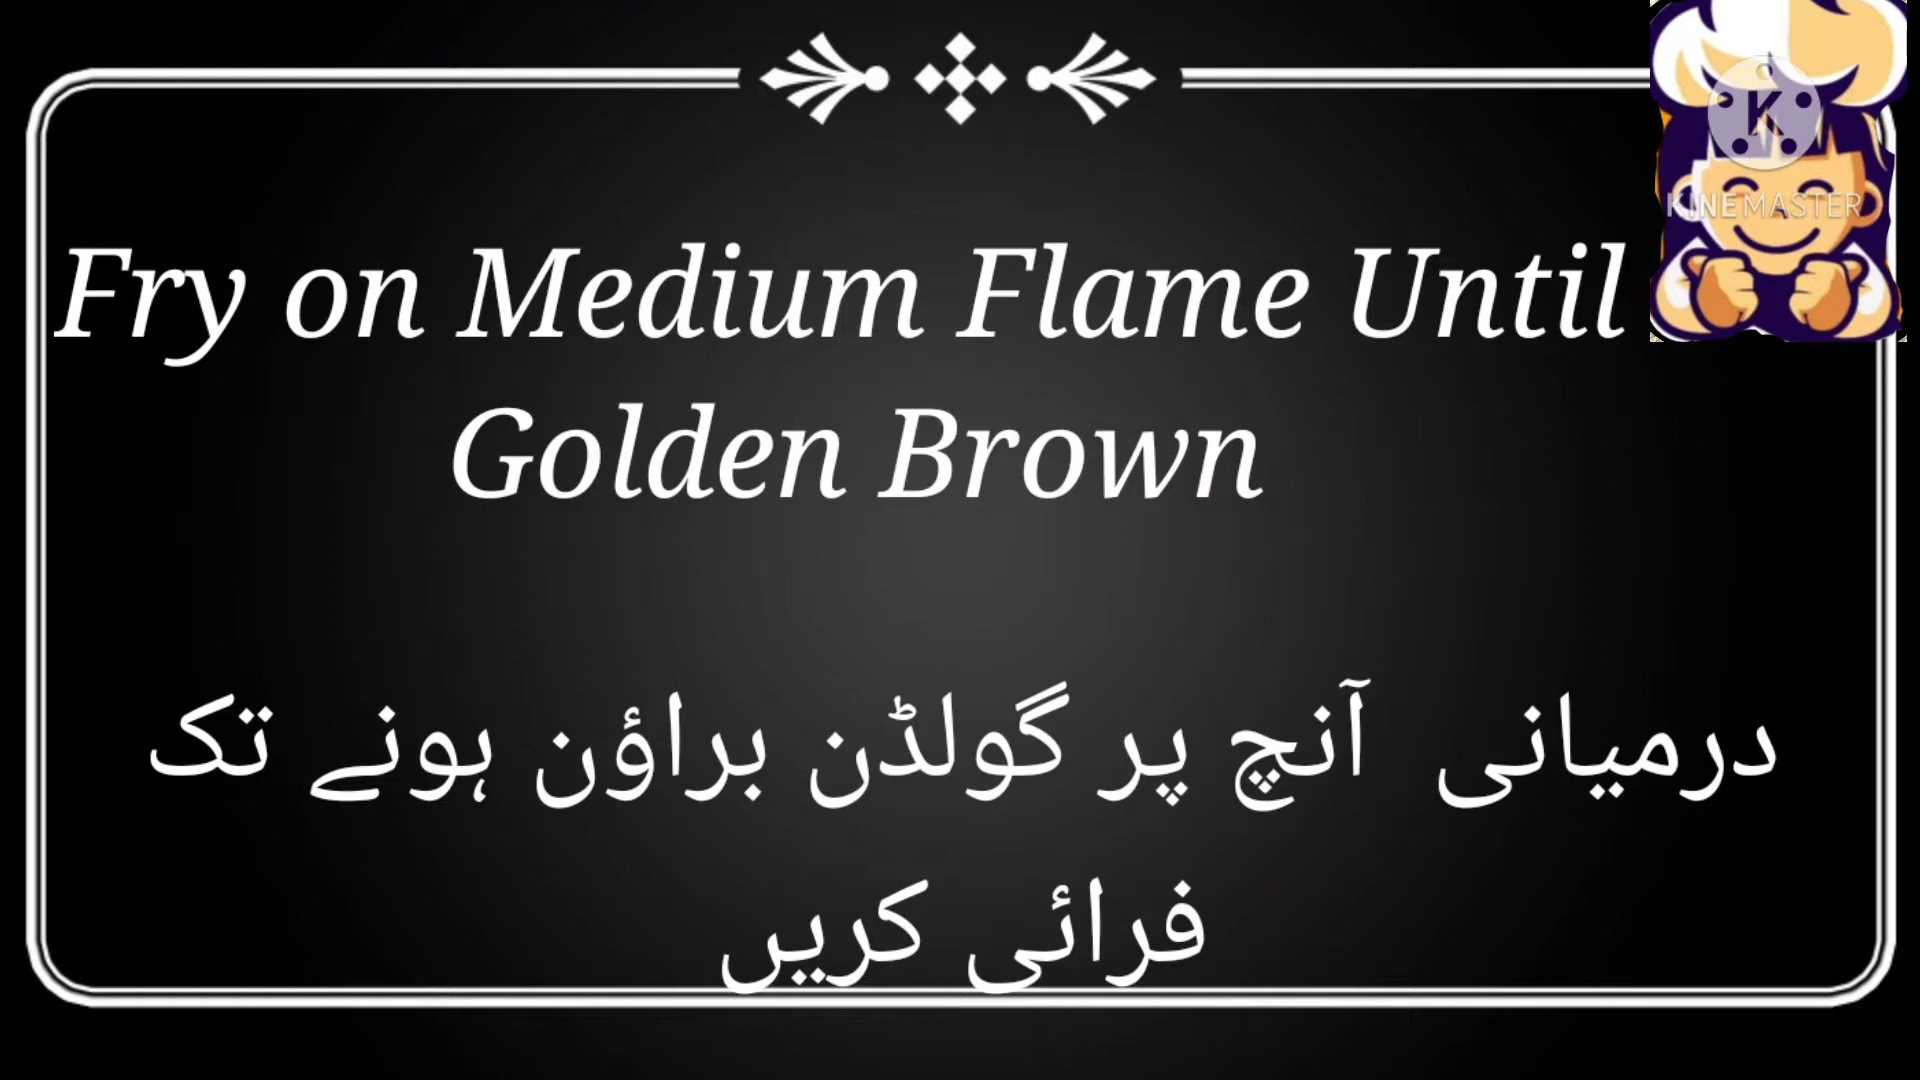 K
KINEMASTER
Fry on Medium Flame Until
Golden Brown
درمیانی آنچ پر گولڈن براؤن ہونے تک
فرائی کریں